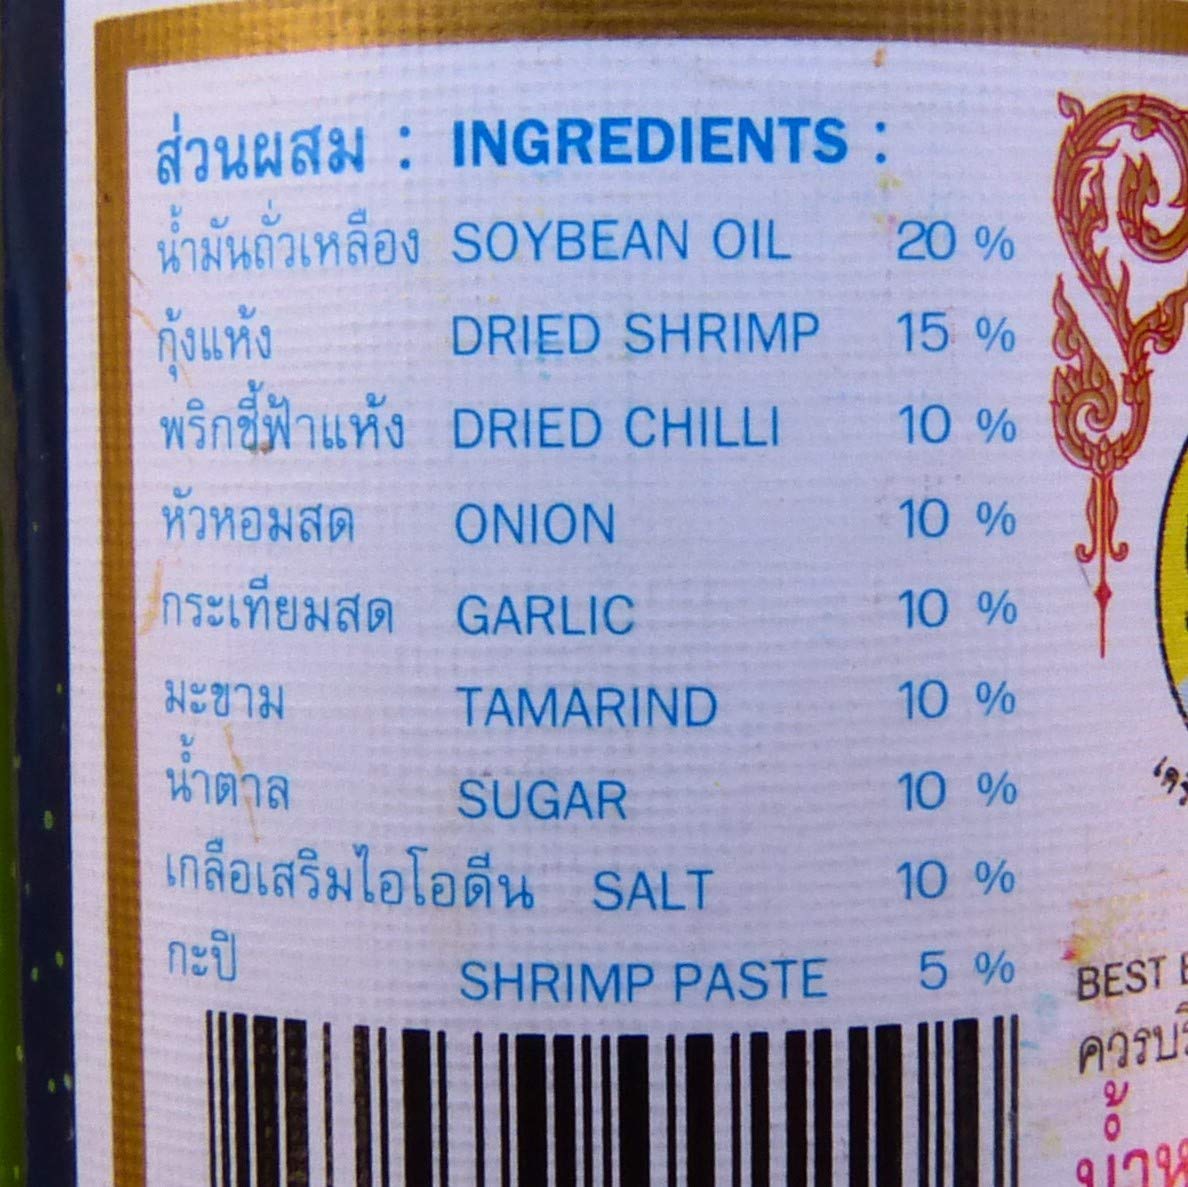 ส่วนผสม : INGREDIENTS :
น้ำมันถั่วเหลือง SOYBEAN OIL 20 %
กุ้งแห้ง DRIED SHRIMP 15 %
พริกชี้ฟ้าแห้ง DRIED CHILLI 10 %
หัวหอมสด ONION 10 %
กระเทียมสด GARLIC 10 %
มะขาม TAMARIND 10 %
น้ำตาล SUGAR 10 %
เกลือเสริมไอโอดีน SALT 10 %
กะปิ SHRIMP PASTE 5 %
BEST